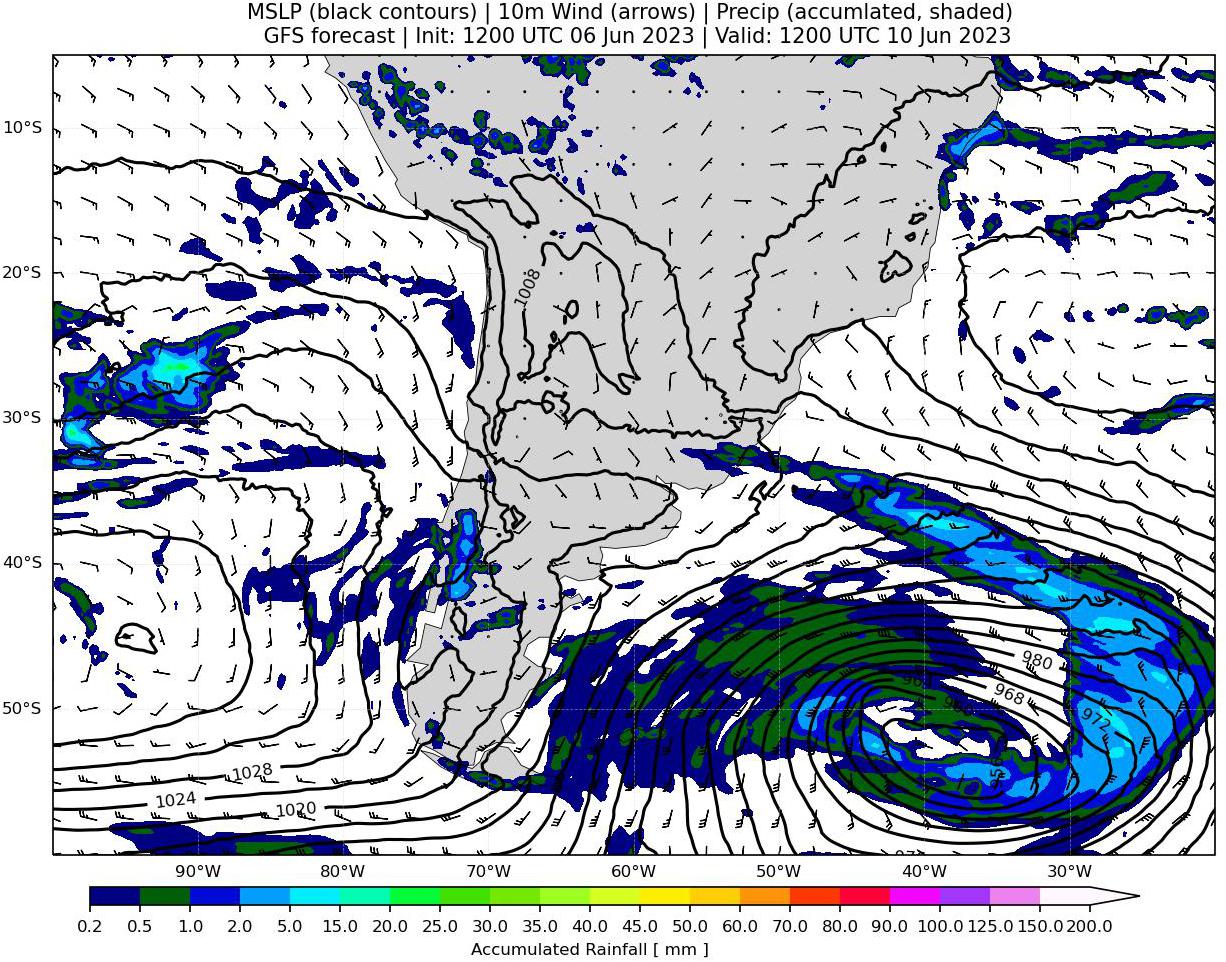 MSLP (black contours) | 10m Wind (arrows) | Precip (accumlated, shaded)
GFS forecast | Init: 1200 UTC 06 Jun 2023 | Valid: 1200 UTC 10 Jun 2023
10°S
20°S
30°S
40°S
50°S
1008
980
968
972
956
1028
1024
1020
90°W
80°W
70°W
60°W
50°W
40°W
30°W
0.2 0.5 1.0 2.0 5.0 10.0 15.0 20.0 25.0 30.0 35.0 40.0 45.0 50.0 60.0 70.0 80.0 90.0 100.0 125.0 150.0 200.0
Accumulated Rainfall [ mm ]